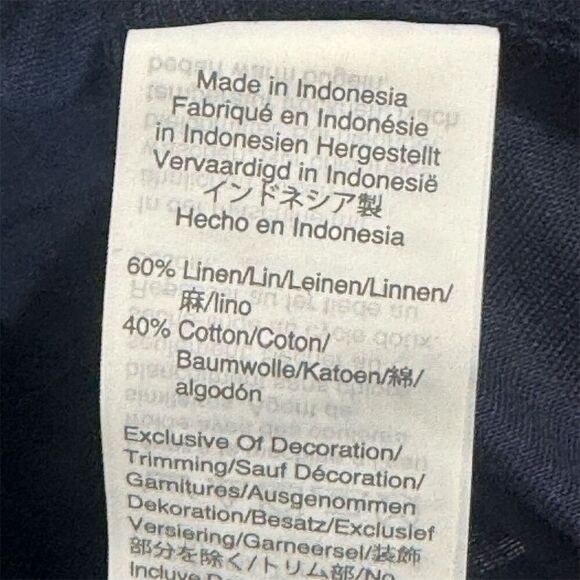 Made in Indonesia
Fabriqué en Indonésie
in Indonesien Hergestellt
Vervaardigd in Indonesië
インドネシア製
Hecho en Indonesia
60% Linen/Lin/Leinen/Linnen/
麻/lino
40% Cotton/Coton/
Baumwolle/Katoen/綿/
algodón
Exclusive Of Decoration/
Trimming/Sauf Décoration/
Garnitures/Ausgenommen
Dekoration/Besatz/Exclusief
Versiering/Garneersel/装飾
部分を除く/トリム部/No
Incluye De